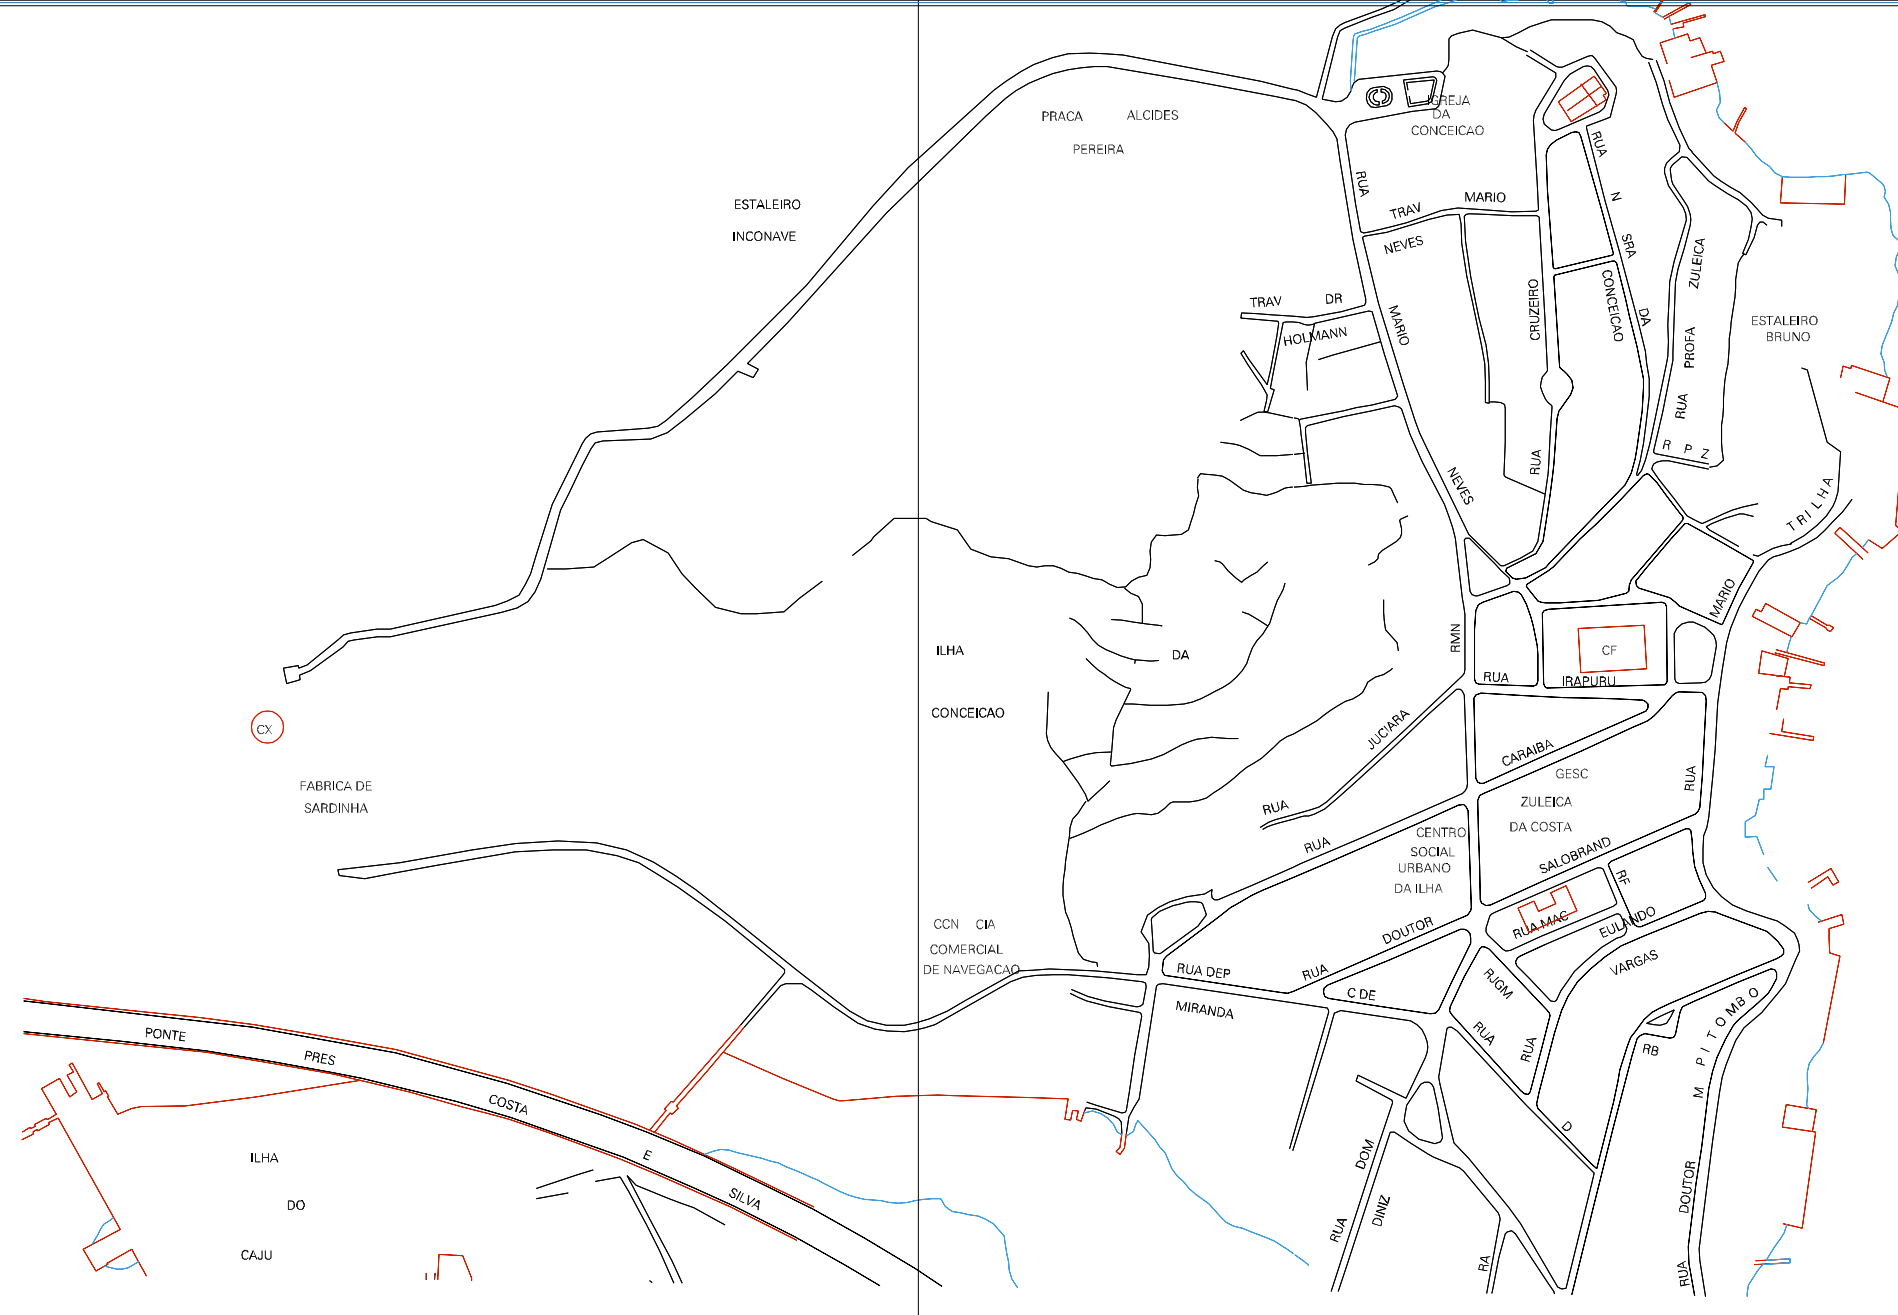 IGREJA
DA
CONCEICAO
PRACA ALCIDES
PEREIRA
ESTALEIRO
INCONAVE
RUA
TRAV MARIO
NEVES
RUA
N
SRA
DA
CONCEICAO
ZULEICA
PROFA
RUA
R P Z
CRUZEIRO
RUA
TRAV DR
HOLMANN
MARIO
NEVES
ESTALEIRO
BRUNO
TRILHA
MARIO
RMN
CF
RUA IRAPURU
ILHA
DA
CONCEICAO
CX
FABRICA DE
SARDINHA
JUCIARA
RUA
CARAIBA
RUA
GESC
ZULEICA
DA COSTA
RUA
CENTRO
SOCIAL
URBANO
DA ILHA
SALOBRAND
RF
RUA MAC
EULANDO
VARGAS
DOUTOR
RUA
CCN CIA
COMERCIAL
DE NAVEGACAO
RUA DEP
C DE
MIRANDA
RJGM
RUA
RUA
D
RB
M PITOMBO
DOUTOR
RUA
DOM
DINIZ
RUA
RA
PONTE
PRES
COSTA
E
SILVA
ILHA
DO
CAJU